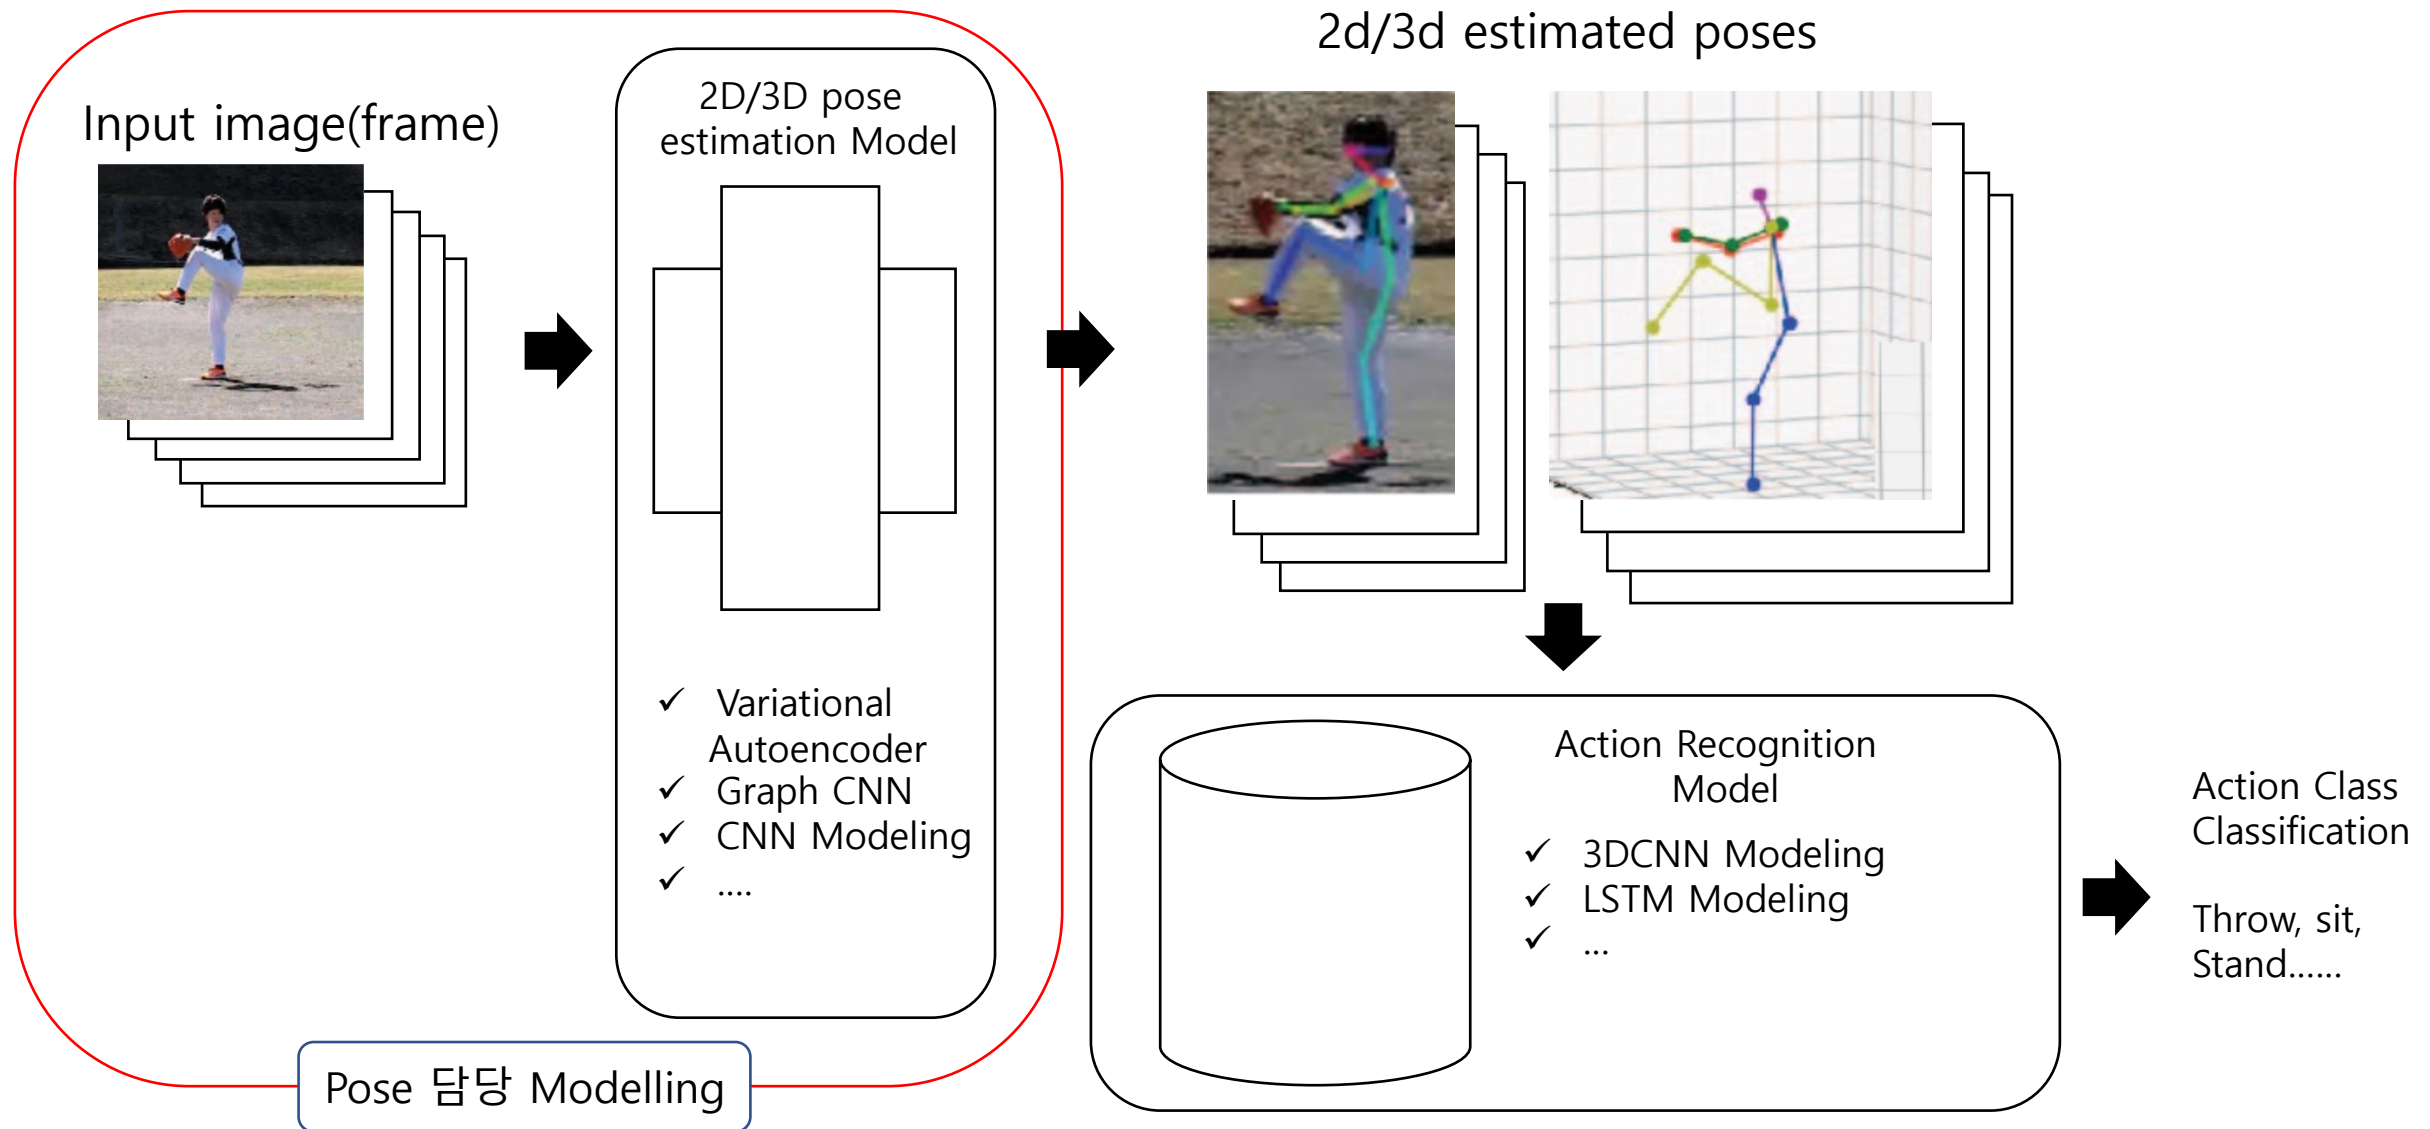 Input image(frame)
2D/3D pose
estimation Model
✓ Variational
Autoencoder
✓ Graph CNN
✓ CNN Modeling
✓ ....
Pose 담당 Modelling
2d/3d estimated poses
Action Recognition
Model
✓ 3DCNN Modeling
✓ LSTM Modeling
✓ ...
Action Class
Classification
Throw, sit,
Stand......